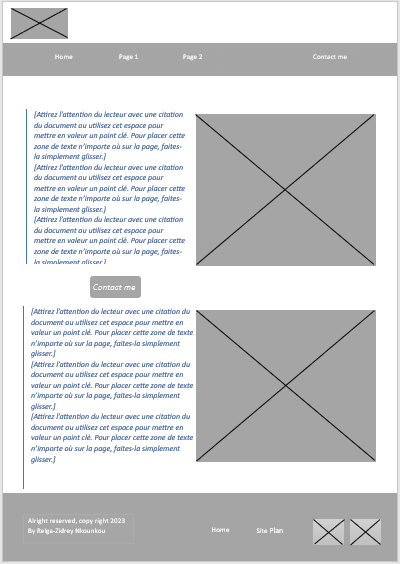 Home Page 1 Page 2 Contact me
[Attirez l'attention du lecteur avec une citation
du document ou utilisez cet espace pour
mettre en valeur un point clé. Pour placer cette
zone de texte n'importe où sur la page, faites-
la simplement glisser.]
[Attirez l'attention du lecteur avec une citation
du document ou utilisez cet espace pour
mettre en valeur un point clé. Pour placer cette
zone de texte n'importe où sur la page, faites-
la simplement glisser.]
[Attirez l'attention du lecteur avec une citation
du document ou utilisez cet espace pour
mettre en valeur un point clé. Pour placer cette
zone de texte n'importe où sur la page, faites-
la simplement glisser.]
Contact me
[Attirez l'attention du lecteur avec une citation du
document ou utilisez cet espace pour mettre en
valeur un point clé. Pour placer cette zone de texte
n'importe où sur la page, faites-la simplement
glisser.]
[Attirez l'attention du lecteur avec une citation du
document ou utilisez cet espace pour mettre en
valeur un point clé. Pour placer cette zone de texte
n'importe où sur la page, faites-la simplement
glisser.]
[Attirez l'attention du lecteur avec une citation du
document ou utilisez cet espace pour mettre en
valeur un point clé. Pour placer cette zone de texte
n'importe où sur la page, faites-la simplement
glisser.]
Alright reserved, copy right 2023
By Relga-Zidrey Nkounkou
Home Site Plan